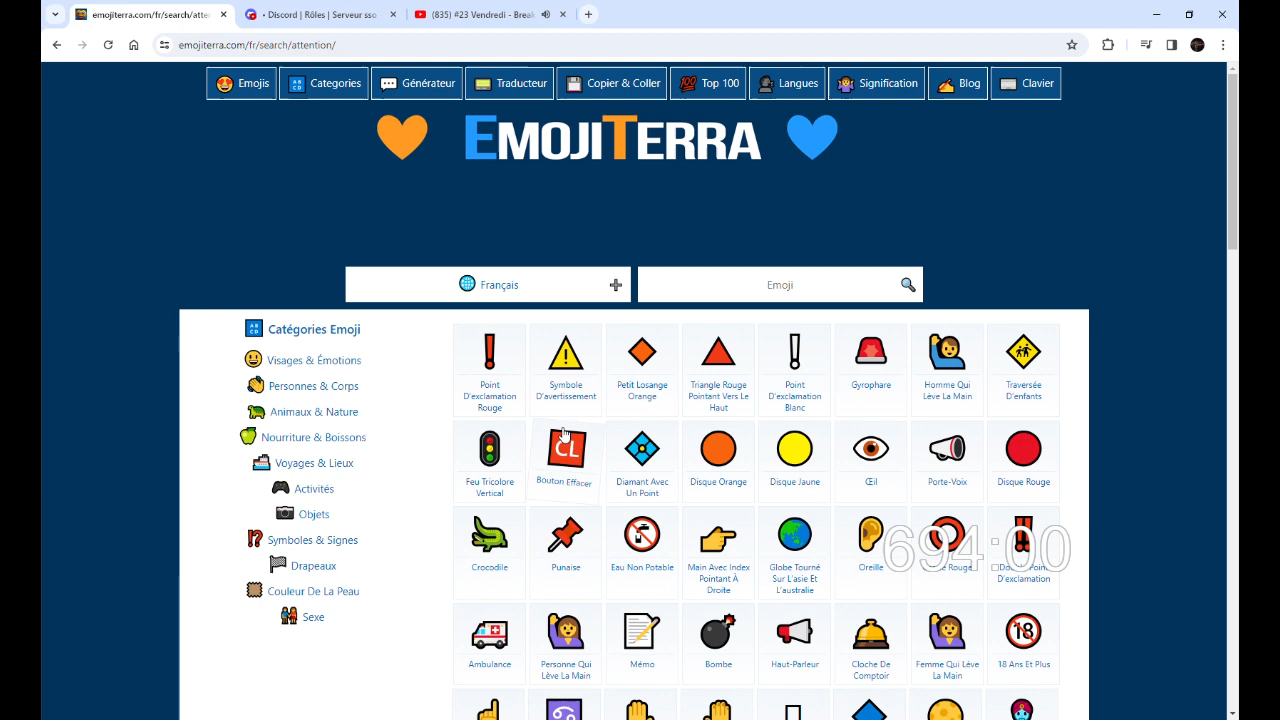 emojiterra.com/fr/search/atte
• Discord | Rôles | Serveur sso
(835) #23 Vendredi - Break
emojiterra.com/fr/search/attention/
Emojis
Categories
Générateur
Traducteur
Copier & Coller
Top 100
Langues
Signification
Blog
Clavier
EMOJITERRA
Français
Emoji
Catégories Emoji
Visages & Émotions
Personnes & Corps
Animaux & Nature
Nourriture & Boissons
Voyages & Lieux
Activités
Objets
Symboles & Signes
Drapeaux
Couleur De La Peau
Sexe
Point
D'exclamation
Rouge
Symbole
D'avertissement
Petit Losange
Orange
Triangle Rouge
Pointant Vers Le
Haut
Point
D'exclamation
Blanc
Gyrophare
Homme Qui
Lève La Main
Traversée
D'enfants
Feu Tricolore
Vertical
CL
Bouton Effacer
Diamant Avec
Un Point
Disque Orange
Disque Jaune
Œil
Porte-Voix
Disque Rouge
Crocodile
Punaise
Eau Non Potable
Main Avec Index
Pointant À
Droite
Globe Tourné
Sur L'asie Et
L'australie
Oreille
Rouge
Point
D'exclamation
694:00
Ambulance
Personne Qui
Lève La Main
Mémo
Bombe
Haut-Parleur
Cloche De
Comptoir
Femme Qui Lève
La Main
18
18 Ans Et Plus